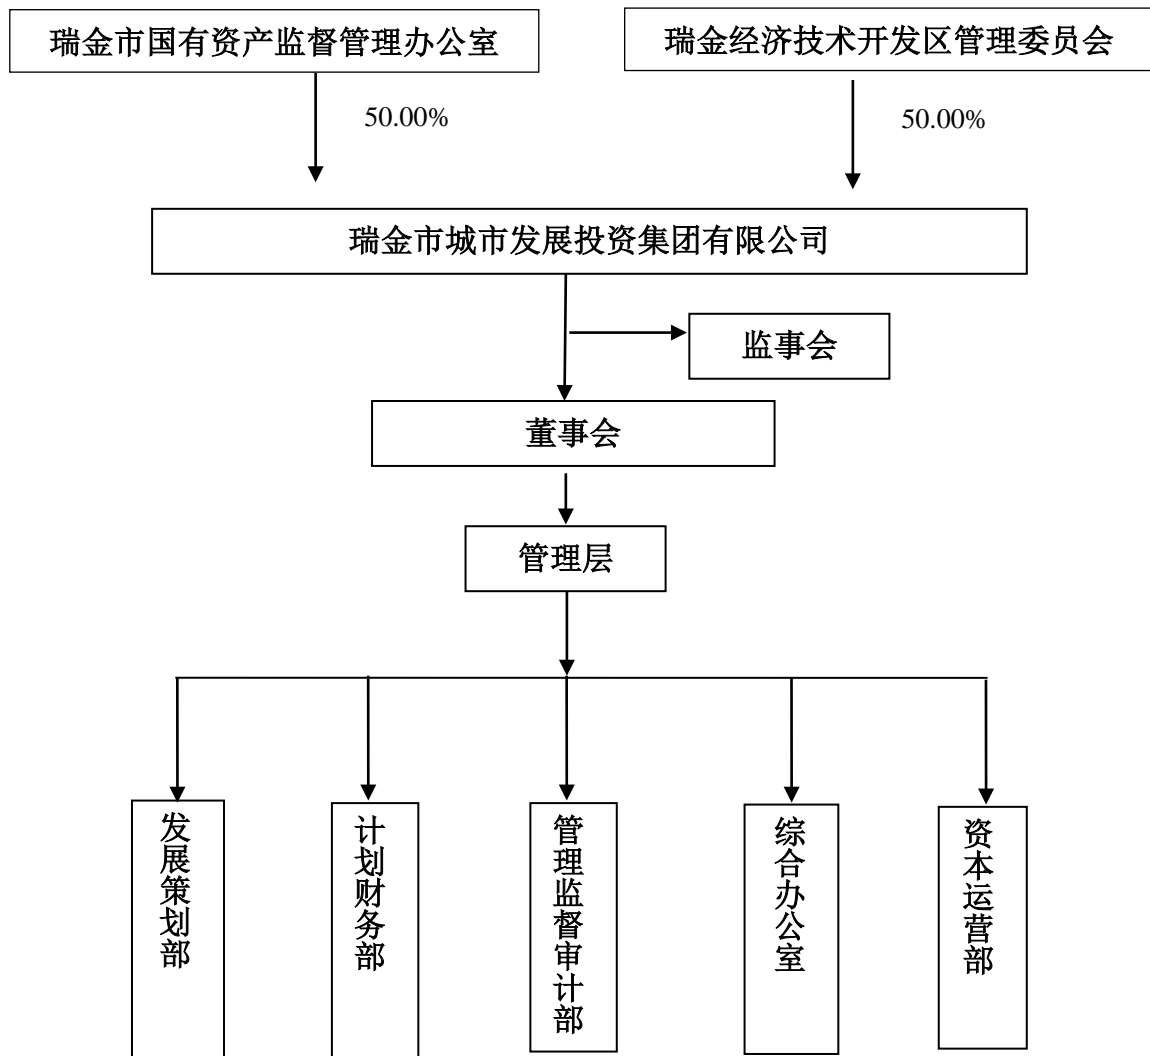 瑞金市国有资产监督管理办公室
瑞金经济技术开发区管理委员会
50.00%
50.00%
瑞金市城市发展投资集团有限公司
监事会
董事会
管理层
发展策划部
计划财务部
管理监督审计部
综合办公室
资本运营部